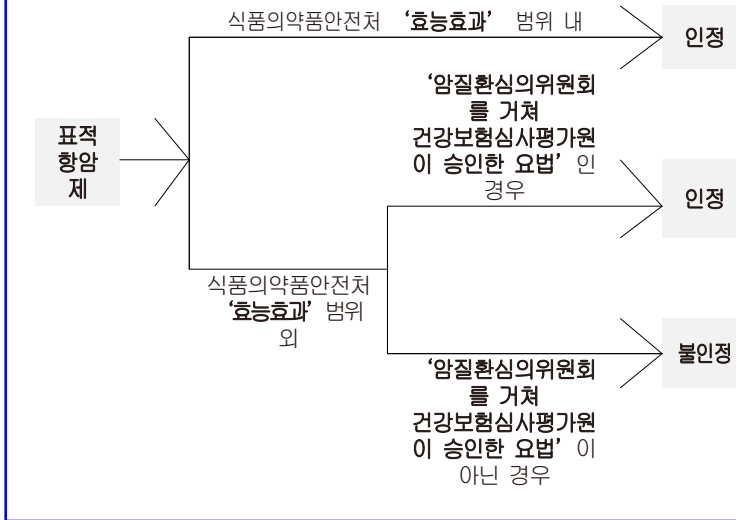 식품의약품안전처 ‘효능효과’ 범위 내
인정
‘암질환심의위원회
를 거쳐
건강보험심사평가원
이 승인한 요법’ 인
경우
표적
항암
제
인정
식품의약품안전처
‘효능효과’ 범위
외
불인정
‘암질환심의위원회
를 거쳐
건강보험심사평가원
이 승인한 요법’ 이
아닌 경우